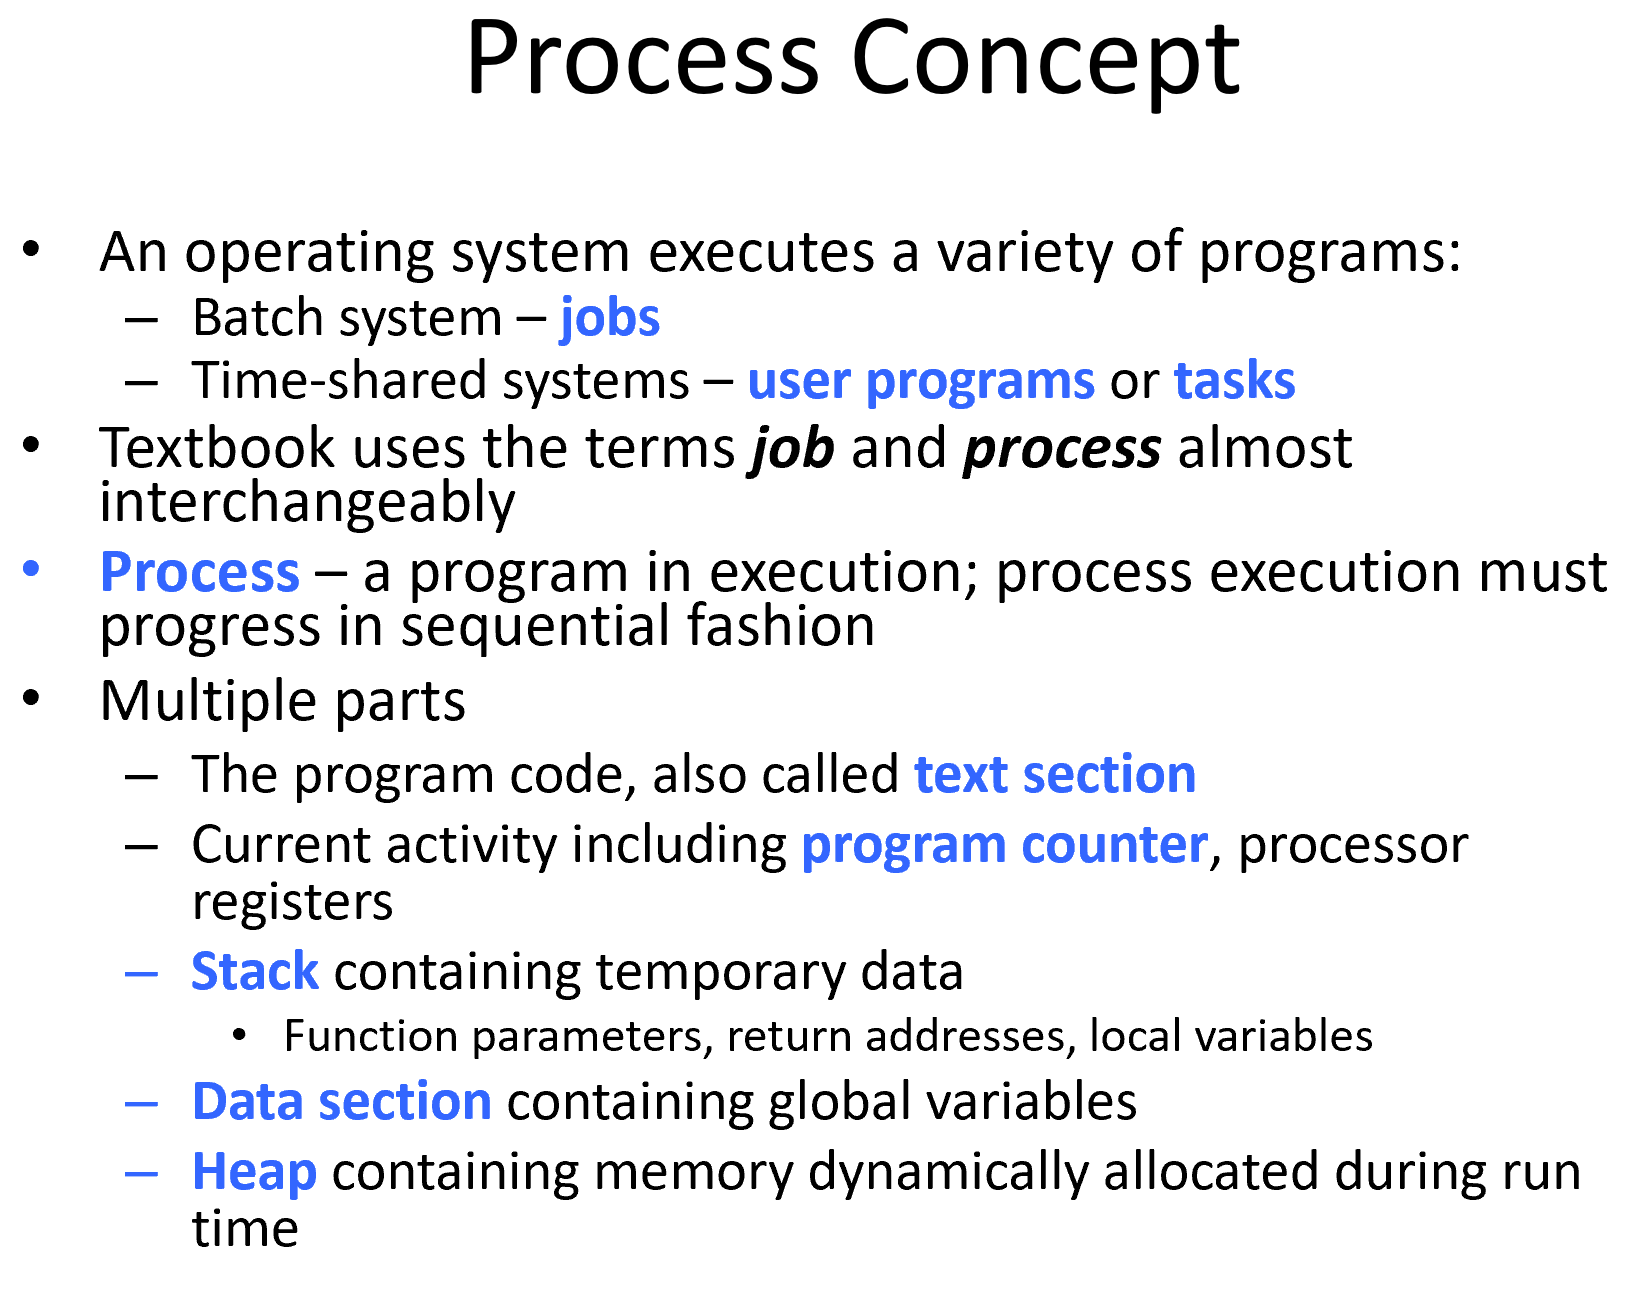 Process Concept
• An operating system executes a variety of programs:
– Batch system – jobs
– Time-shared systems – user programs or tasks
• Textbook uses the terms job and process almost
interchangeably
• Process – a program in execution; process execution must
progress in sequential fashion
• Multiple parts
– The program code, also called text section
– Current activity including program counter, processor
registers
– Stack containing temporary data
• Function parameters, return addresses, local variables
– Data section containing global variables
– Heap containing memory dynamically allocated during run
time